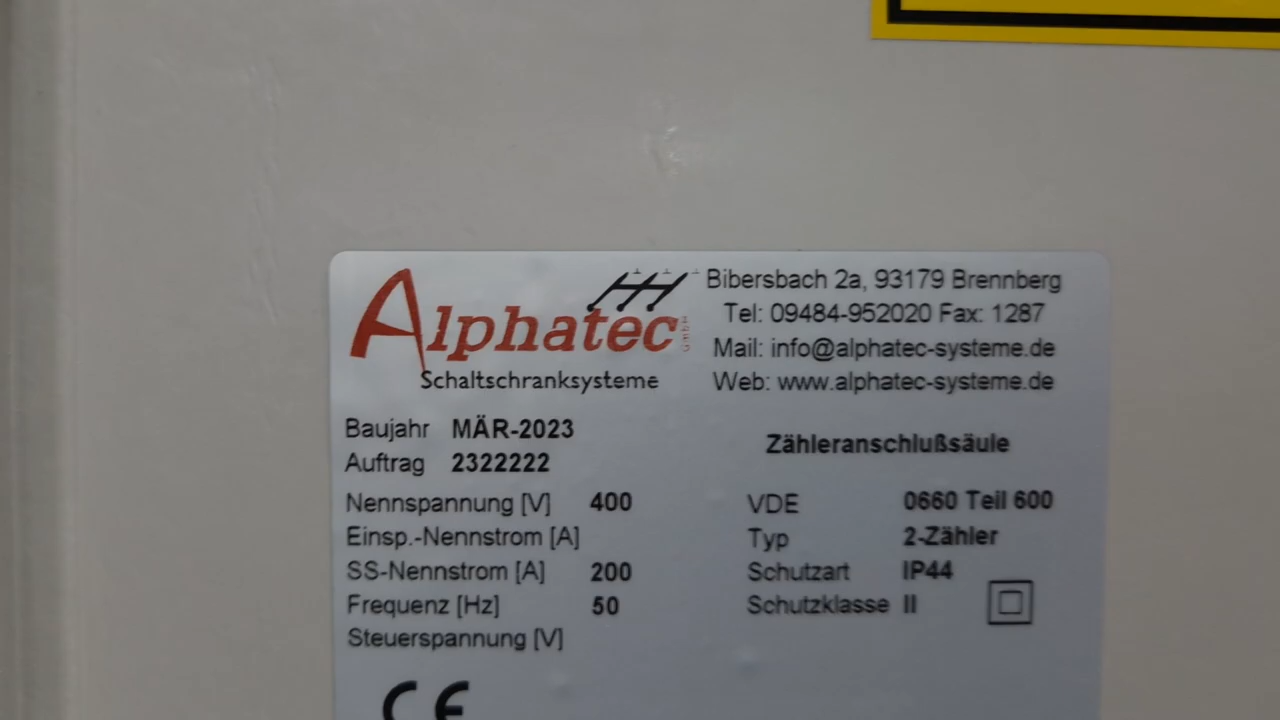 Alphatec
Schaltschranksysteme
Bibersbach 2a, 93179 Brennberg
Tel: 09484-952020 Fax: 1287
Mail: info@alphatec-systeme.de
Web: www.alphatec-systeme.de
Baujahr MÄR-2023
Auftrag 2322222
Zähleranschlußsäule
Nennspannung [V] 400
Einsp.-Nennstrom [A]
SS-Nennstrom [A] 200
Frequenz [Hz] 50
Steuerspannung [V]
VDE 0660 Teil 600
Typ 2-Zähler
Schutzart IP44
Schutzklasse II
CE